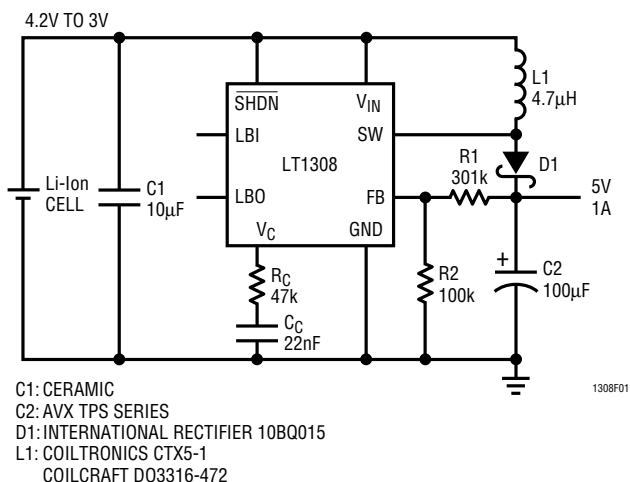 4.2V TO 3V
Li-Ion
CELL
C1
10µF
SHDN
VIN
LBI
SW
LT1308
LBO
FB
VC
GND
RC
47k
CC
22nF
L1
4.7µH
D1
R1
301k
R2
100k
5V
1A
+
C2
100µF
C1: CERAMIC
C2: AVX TPS SERIES
D1: INTERNATIONAL RECTIFIER 10BQ015
L1: COILTRONICS CTX5-1
COILCRAFT DO3316-472
1308F01